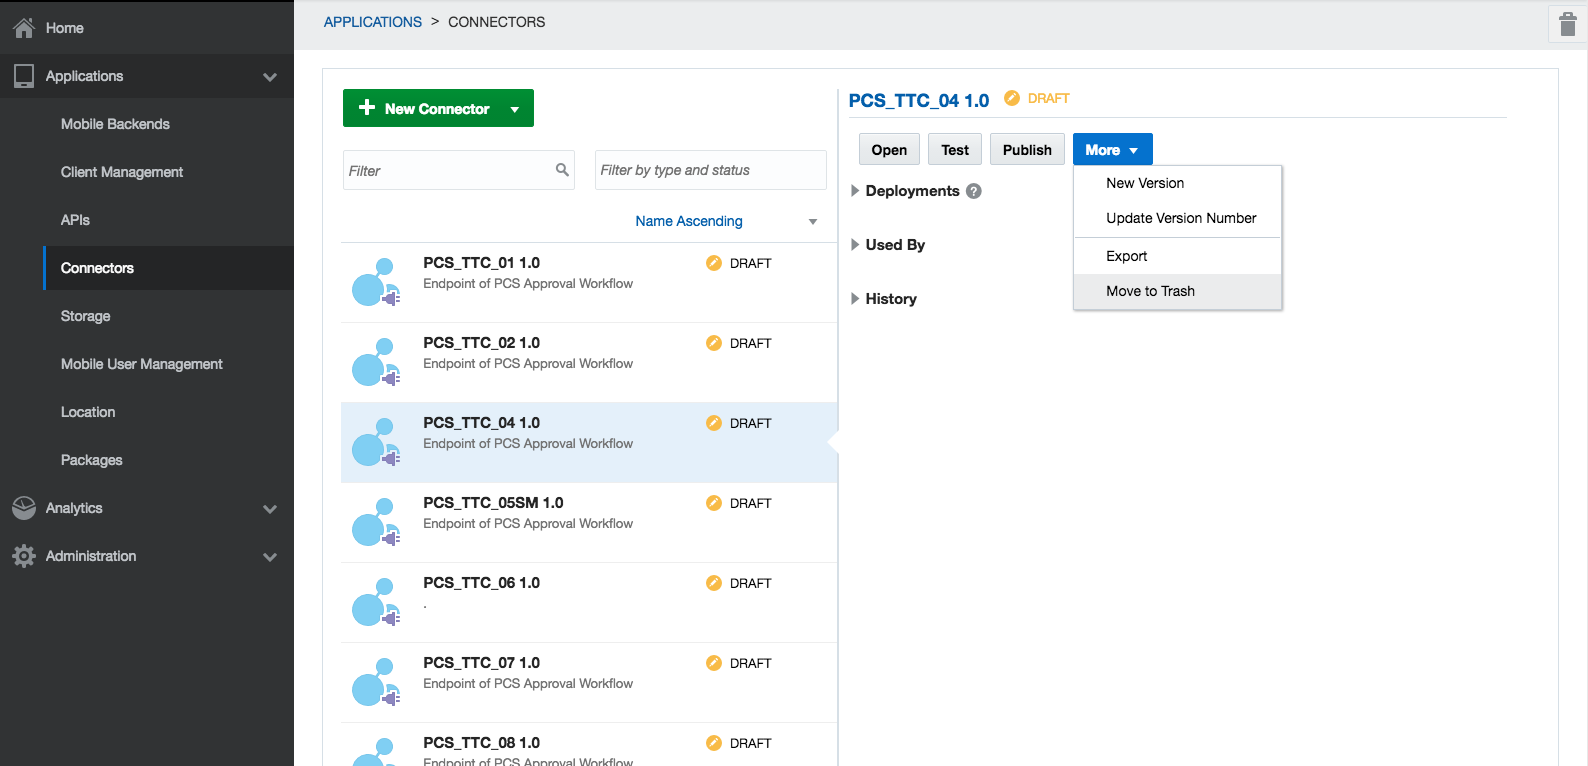 Home
Applications
Mobile Backends
Client Management
APIs
Connectors
Storage
Mobile User Management
Location
Packages
Analytics
Administration
APPLICATIONS > CONNECTORS
New Connector
Filter
Filter by type and status
Name Ascending
PCS_TTC_01 1.0 DRAFT
Endpoint of PCS Approval Workflow
PCS_TTC_02 1.0 DRAFT
Endpoint of PCS Approval Workflow
PCS_TTC_04 1.0 DRAFT
Endpoint of PCS Approval Workflow
PCS_TTC_05SM 1.0 DRAFT
Endpoint of PCS Approval Workflow
PCS_TTC_06 1.0 DRAFT
.
PCS_TTC_07 1.0 DRAFT
Endpoint of PCS Approval Workflow
PCS_TTC_08 1.0 DRAFT
Endpoint of PCS Approval Workflow
PCS_TTC_04 1.0 DRAFT
Open Test Publish More
Deployments ?
Used By
History
New Version
Update Version Number
Export
Move to Trash